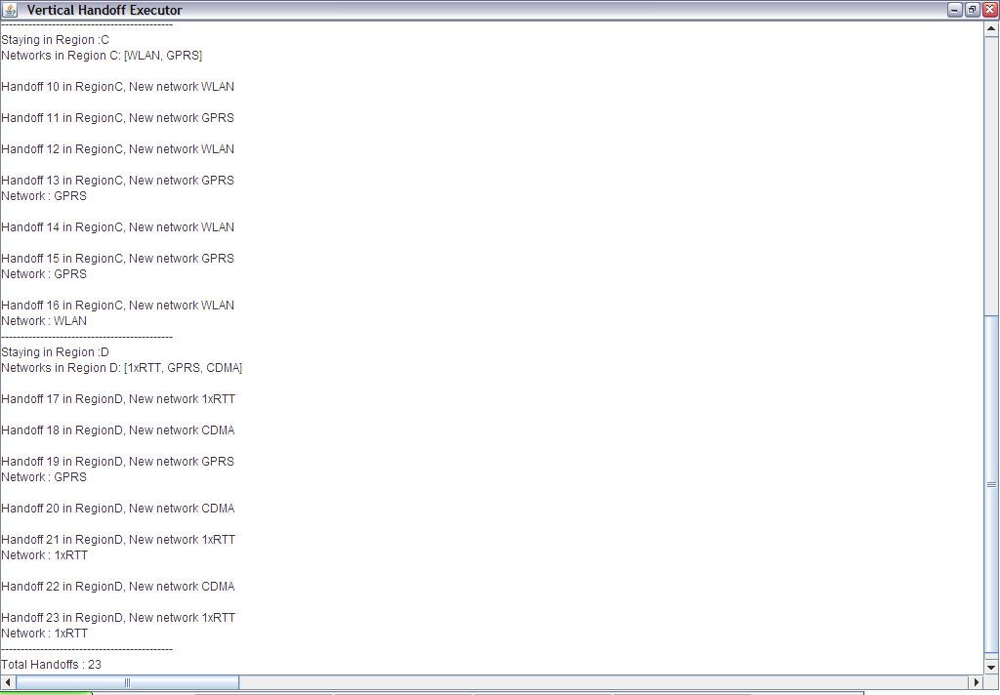 Vertical Handoff Executor
--------------------------------------------
Staying in Region :C
Networks in Region C: [WLAN, GPRS]
Handoff 10 in RegionC, New network WLAN
Handoff 11 in RegionC, New network GPRS
Handoff 12 in RegionC, New network WLAN
Handoff 13 in RegionC, New network GPRS
Network : GPRS
Handoff 14 in RegionC, New network WLAN
Handoff 15 in RegionC, New network GPRS
Network : GPRS
Handoff 16 in RegionC, New network WLAN
Network : WLAN
--------------------------------------------
Staying in Region :D
Networks in Region D: [1xRTT, GPRS, CDMA]
Handoff 17 in RegionD, New network 1xRTT
Handoff 18 in RegionD, New network CDMA
Handoff 19 in RegionD, New network GPRS
Network : GPRS
Handoff 20 in RegionD, New network CDMA
Handoff 21 in RegionD, New network 1xRTT
Network : 1xRTT
Handoff 22 in RegionD, New network CDMA
Handoff 23 in RegionD, New network 1xRTT
Network : 1xRTT
--------------------------------------------
Total Handoffs : 23